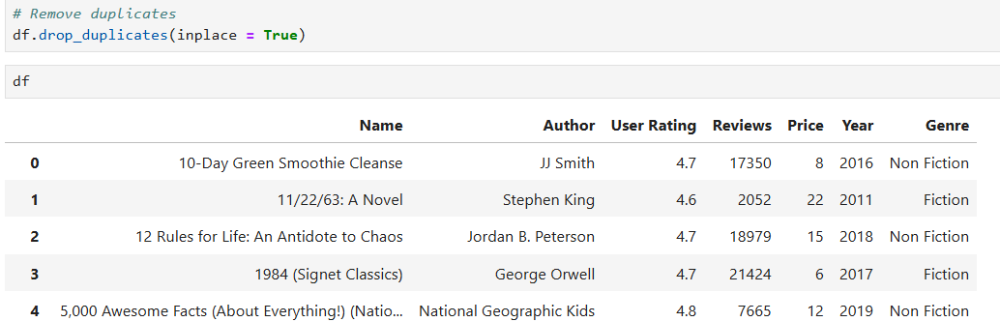 # Remove duplicates
df.drop_duplicates(inplace = True)
df
Name Author User Rating Reviews Price Year Genre
0 10-Day Green Smoothie Cleanse JJ Smith 4.7 17350 8 2016 Non Fiction
1 11/22/63: A Novel Stephen King 4.6 2052 22 2011 Fiction
2 12 Rules for Life: An Antidote to Chaos Jordan B. Peterson 4.7 18979 15 2018 Non Fiction
3 1984 (Signet Classics) George Orwell 4.7 21424 6 2017 Fiction
4 5,000 Awesome Facts (About Everything!) (Natio... National Geographic Kids 4.8 7665 12 2019 Non Fiction